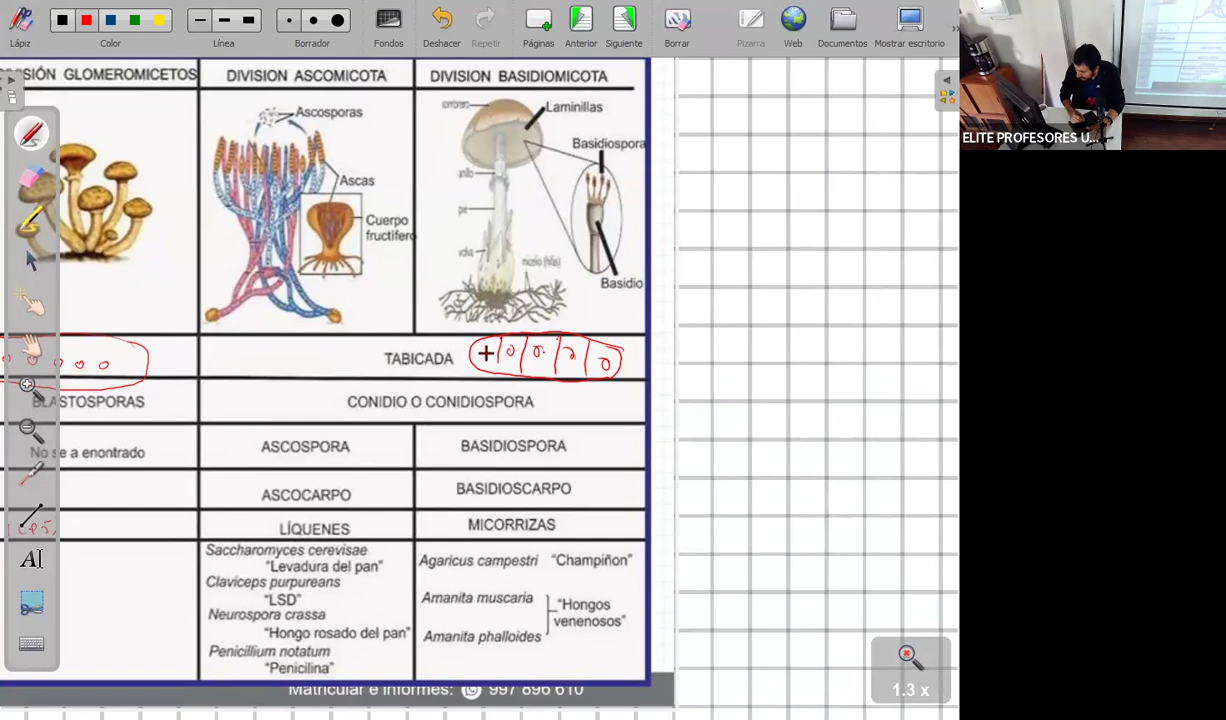 Lápiz
Color
Línea
Borrador
Fondos
Deshacer
Repetir
Páginas
Anterior
Siguiente
Borrar
Pizarra
Web
Documentos
Mostrar escritorio
ELITE PROFESORES U...
SIÓN GLOMEROMICETOS
DIVISION ASCOMICOTA
DIVISION BASIDIOMICOTA
Ascosporas
Ascas
Cuerpo
fructífero
Laminillas
Basidiospora
micelio (hifas)
Basidio
TABICADA
BLASTOSPORAS
CONIDIO O CONIDIOSPORA
No se a enontrado
ASCOSPORA
BASIDIOSPORA
ASCOCARPO
BASIDIOSCARPO
LÍQUENES
MICORRIZAS
Saccharomyces cerevisae
"Levadura del pan"
Claviceps purpureans
"LSD"
Neurospora crassa
"Hongo rosado del pan"
Penicillium notatum
"Penicilina"
Agaricus campestri "Champiñon"
Amanita muscaria
Amanita phalloides
"Hongos
venenosos"
Matricular e informes: 997 896 610
1.3 x